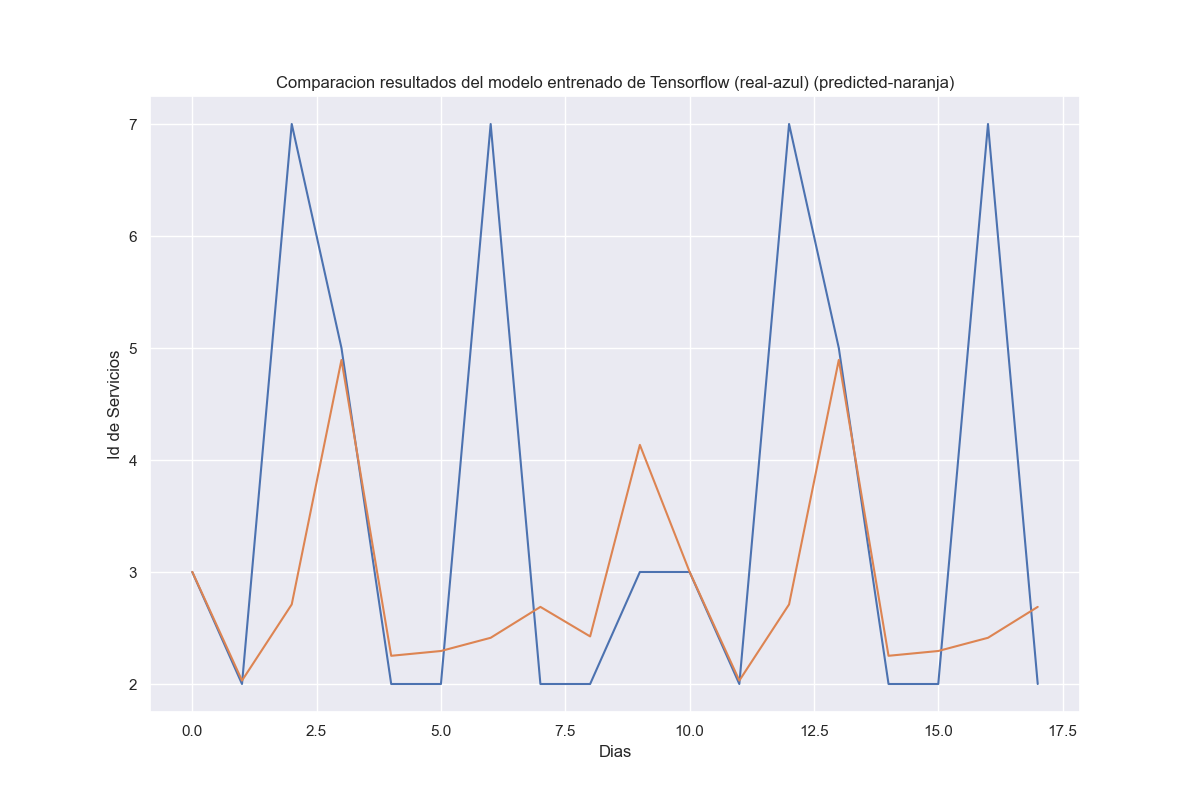 Comparacion resultados del modelo entrenado de Tensorflow (real-azul) (predicted-naranja)
7
6
5
4
3
2
Id de Servicios
0.0 2.5 5.0 7.5 10.0 12.5 15.0 17.5
Dias